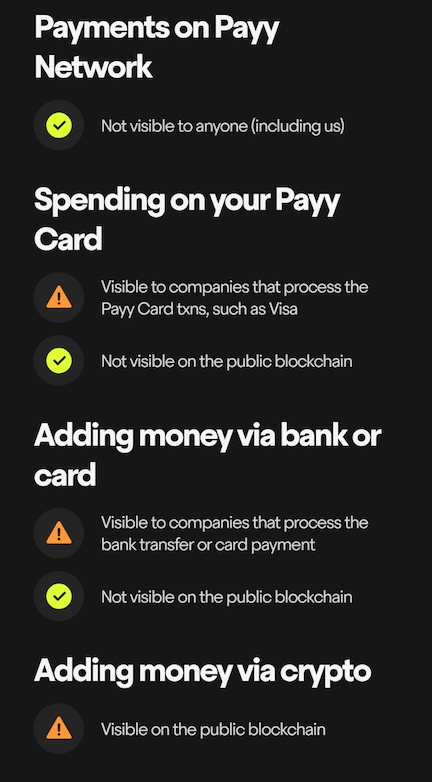 Payments on Payy
Network
Not visible to anyone (including us)
Spending on your Payy
Card
Visible to companies that process the
Payy Card txns, such as Visa
Not visible on the public blockchain
Adding money via bank or
card
Visible to companies that process the
bank transfer or card payment
Not visible on the public blockchain
Adding money via crypto
Visible on the public blockchain